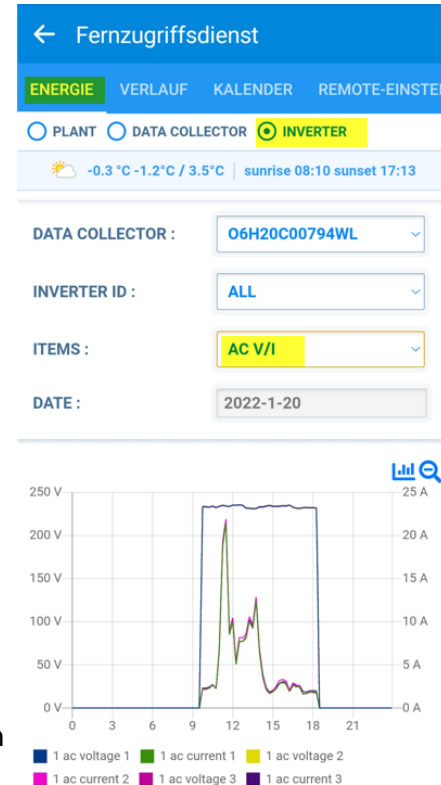 ← Fernzugriffsdienst
ENERGIE VERLAUF KALENDER REMOTE-EINSTE
PLANT DATA COLLECTOR INVERTER
-0.3 °C -1.2°C / 3.5°C | sunrise 08:10 sunset 17:13
DATA COLLECTOR : O6H20C00794WL
INVERTER ID : ALL
ITEMS : AC V/I
DATE : 2022-1-20
250 V 25 A
200 V 20 A
150 V 15 A
100 V 10 A
50 V 5 A
0 V 0 A
0 3 6 9 12 15 18 21
1 ac voltage 1 1 ac current 1 1 ac voltage 2
1 ac current 2 1 ac voltage 3 1 ac current 3